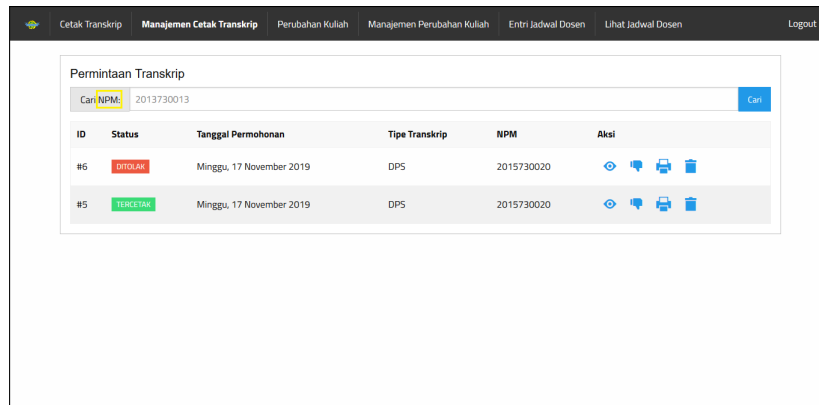 Cetak Transkrip Manajemen Cetak Transkrip Perubahan Kuliah Manajemen Perubahan Kuliah Entri Jadwal Dosen Lihat Jadwal Dosen Logout
Permintaan Transkrip
Cari NPM: 2013730013 Cari
ID Status Tanggal Permohonan Tipe Transkrip NPM Aksi
#6 DITOLAK Minggu, 17 November 2019 DPS 2015730020
#5 TERCETAK Minggu, 17 November 2019 DPS 2015730020